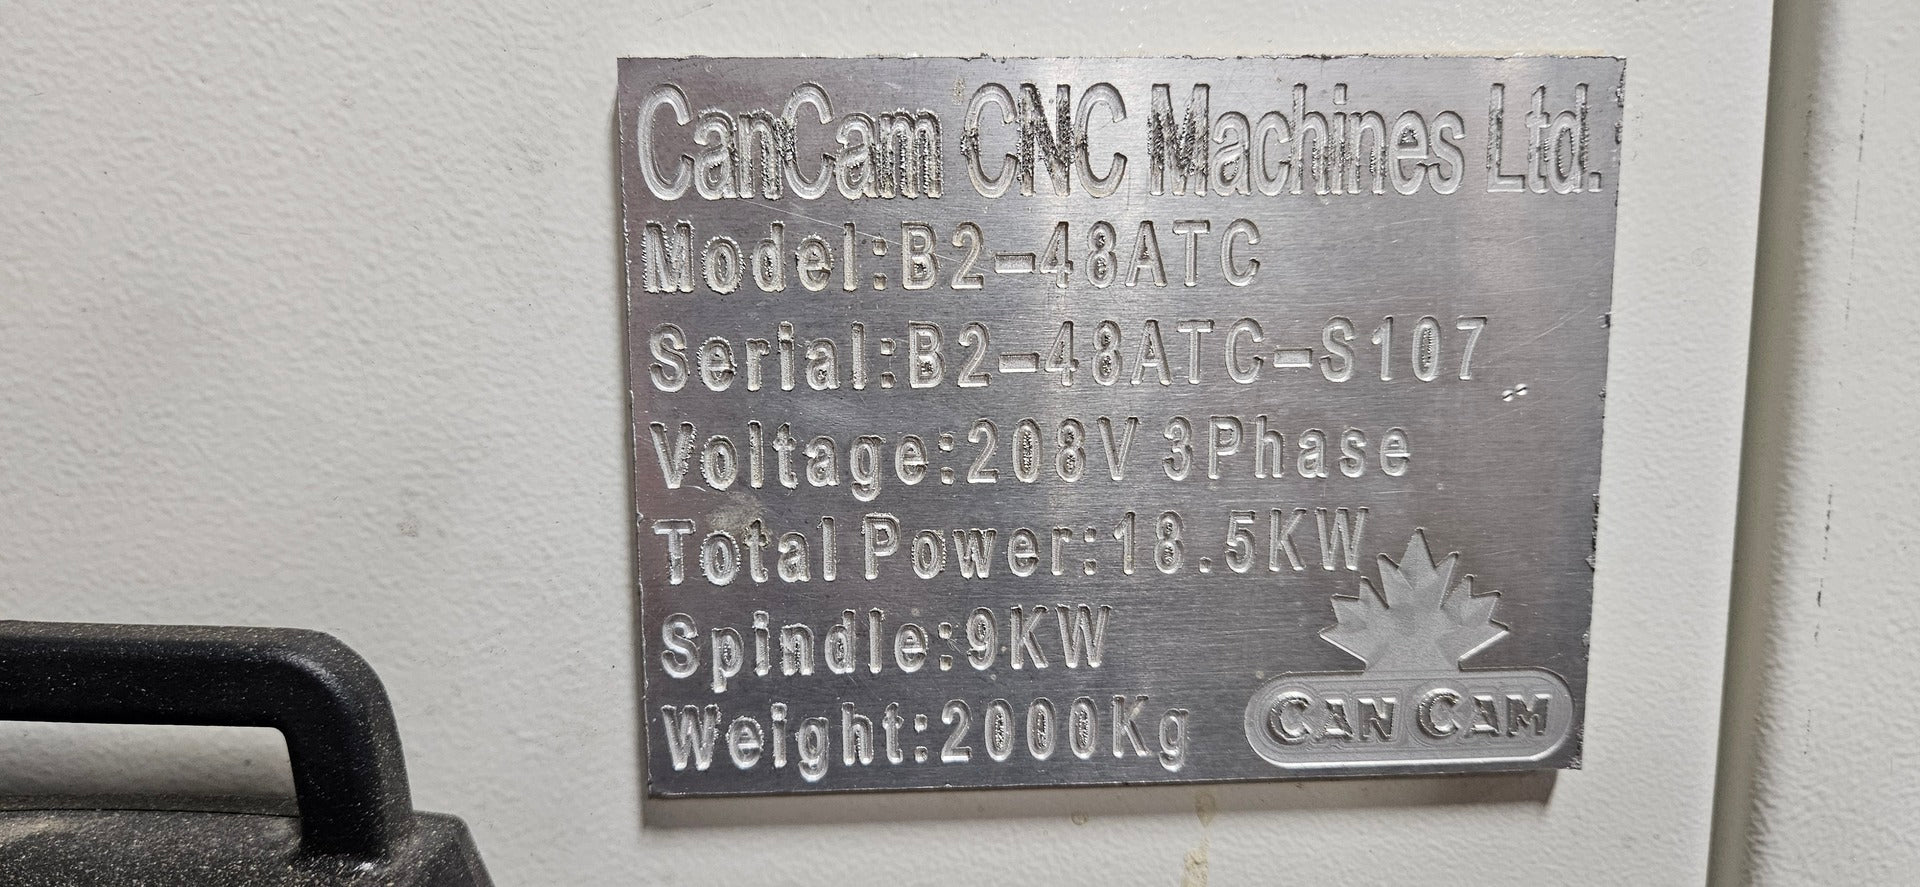 CanCam CNC Machines Ltd.
Model:B2-48ATC
Serial:B2-48ATC-S107
Voltage:208V 3Phase
Total Power:18.5KW
Spindle:9KW
Weight:2000Kg
CAN CAM